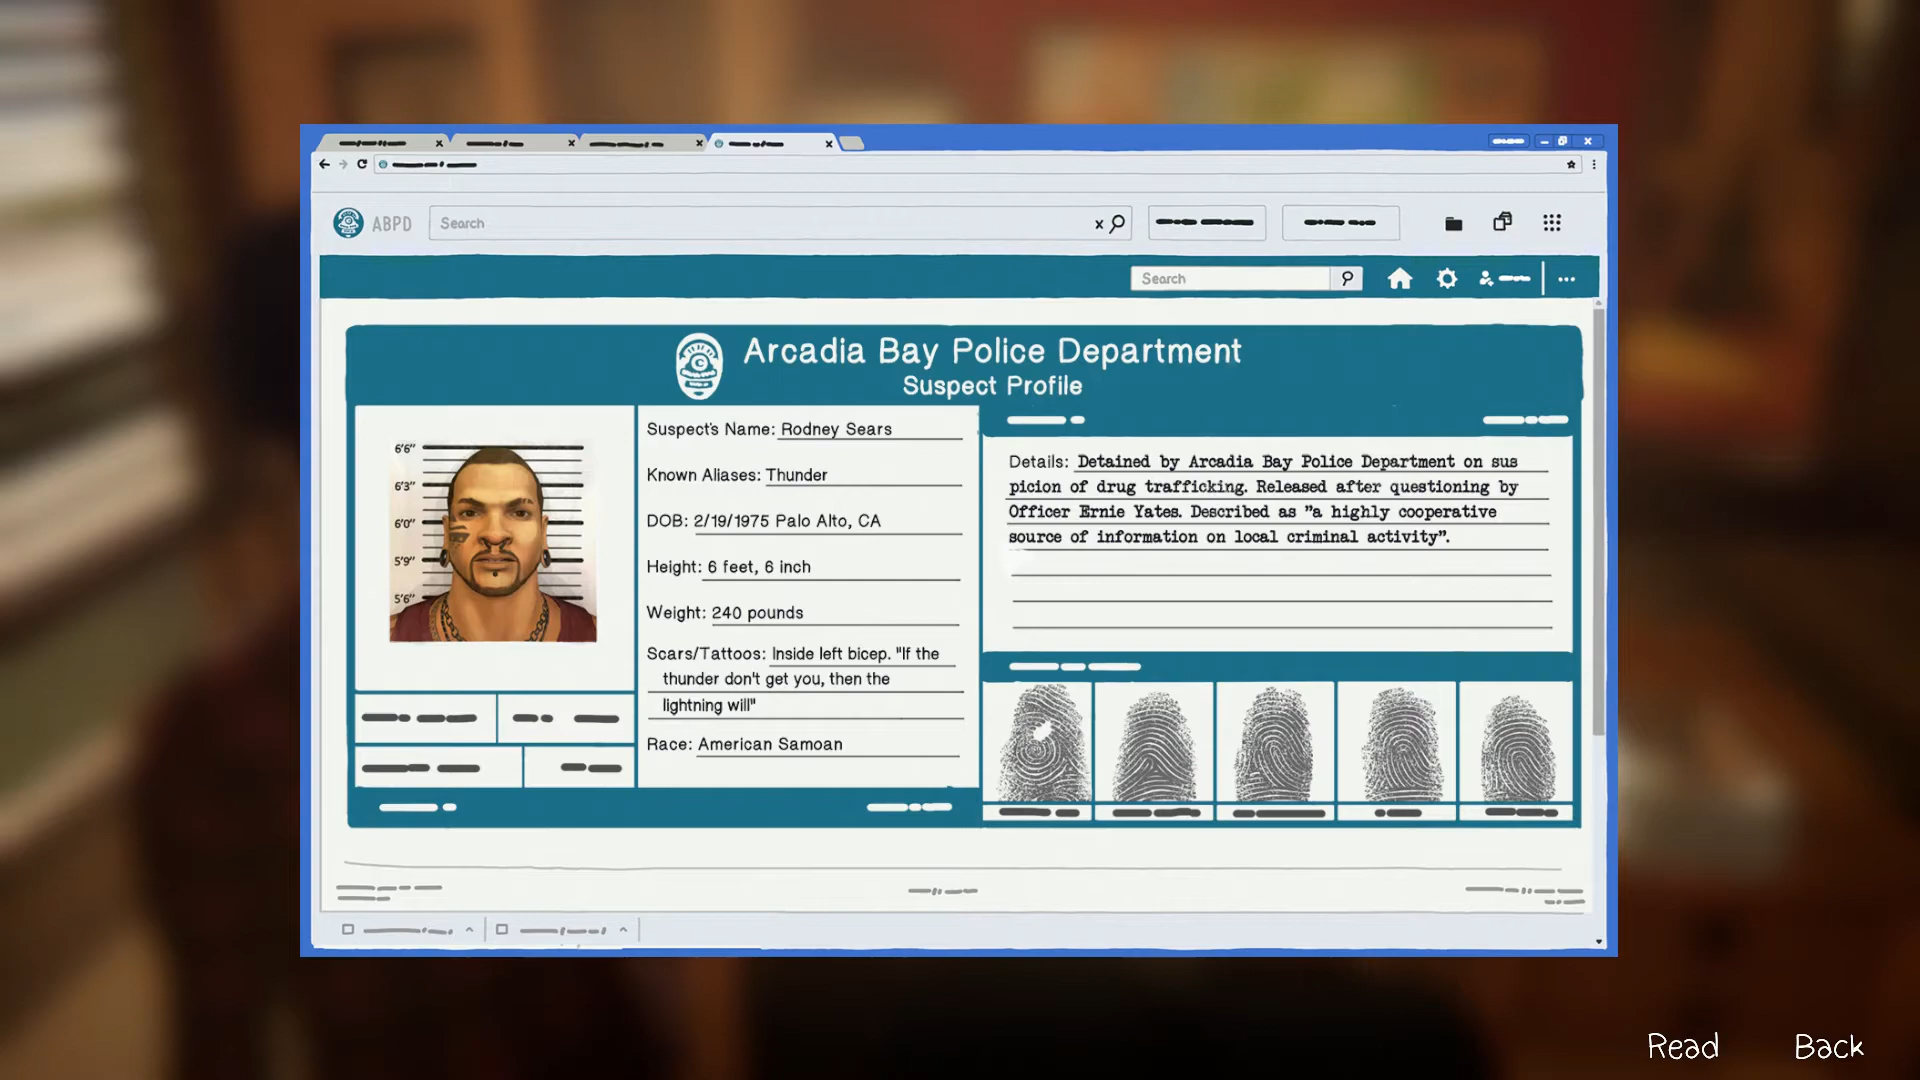 ABPD Search
Search
Arcadia Bay Police Department
Suspect Profile
6'6"
6'3"
6'0"
5'9"
5'6"
Suspect's Name: Rodney Sears
Known Aliases: Thunder
DOB: 2/19/1975 Palo Alto, CA
Height: 6 feet, 6 inch
Weight: 240 pounds
Scars/Tattoos: Inside left bicep. "If the
thunder don't get you, then the
lightning will"
Race: American Samoan
Details: Detained by Arcadia Bay Police Department on sus
picion of drug trafficking. Released after questioning by
Officer Ernie Yates. Described as "a highly cooperative
source of information on local criminal activity".
Read Back